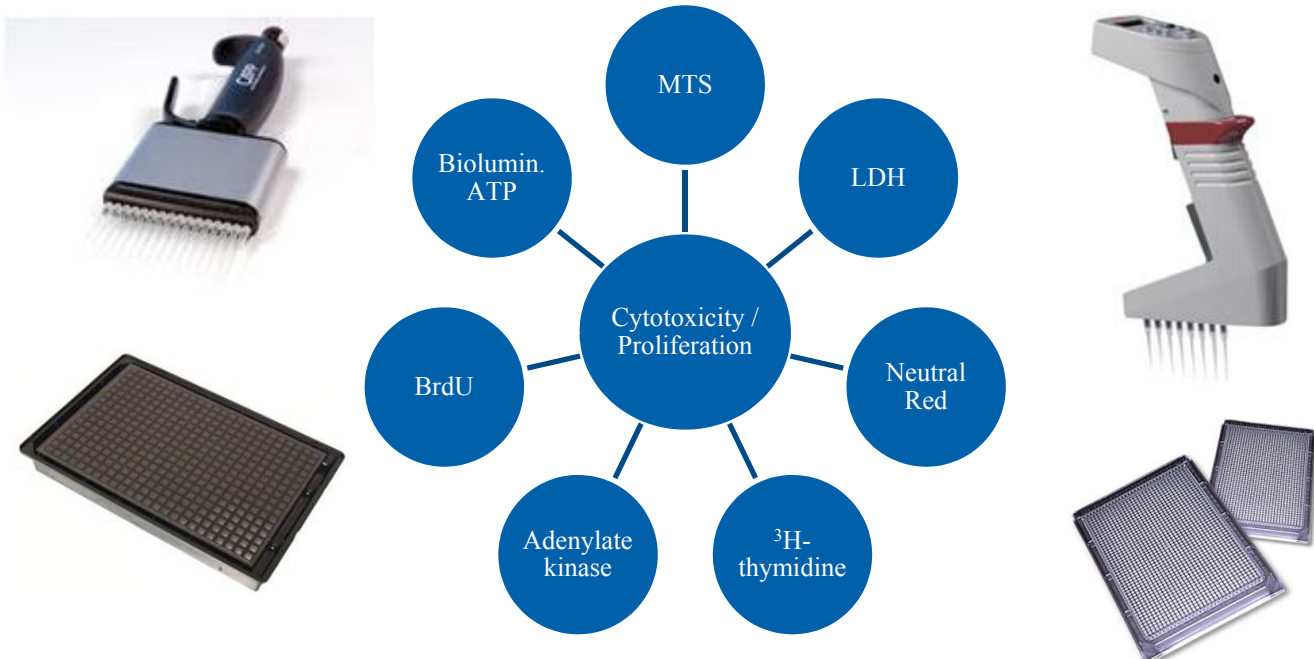 MTS
Biolumin.
ATP
LDH
Cytotoxicity /
Proliferation
BrdU
Neutral
Red
Adenylate
kinase
³H-
thymidine